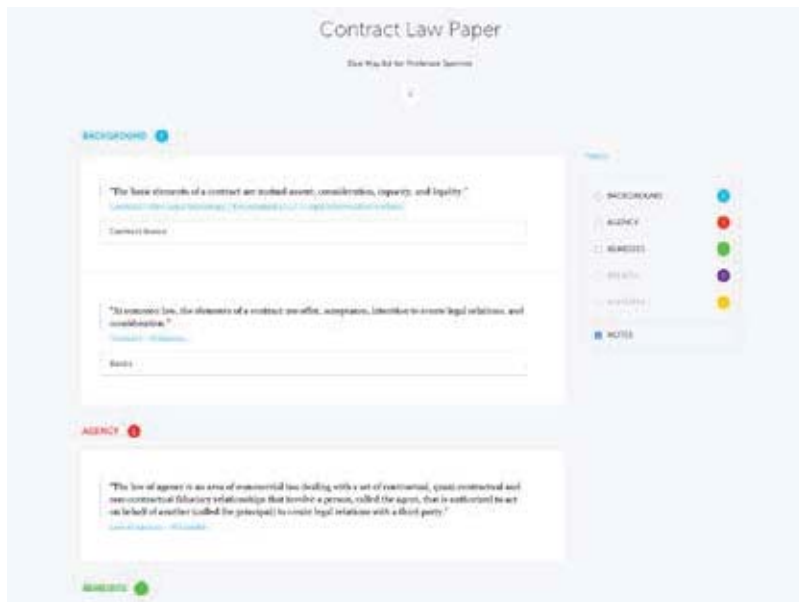 Contract Law Paper
BACKGROUND
"The basic elements of a contract are mutual assent, consideration, capacity, and legality."
Contract Basics
"At common law, the elements of a contract are offer, acceptance, intention to create legal relations, and
consideration."
Basics
AGENCY
"The law of agency is an area of commercial law dealing with a set of contractual, quasi-contractual and
non-contractual fiduciary relationships that involve a person, called the agent, that is authorized to act
on behalf of another (called the principal) to create legal relations with a third party."
REMEDIES
BACKGROUND
AGENCY
REMEDIES
NOTES